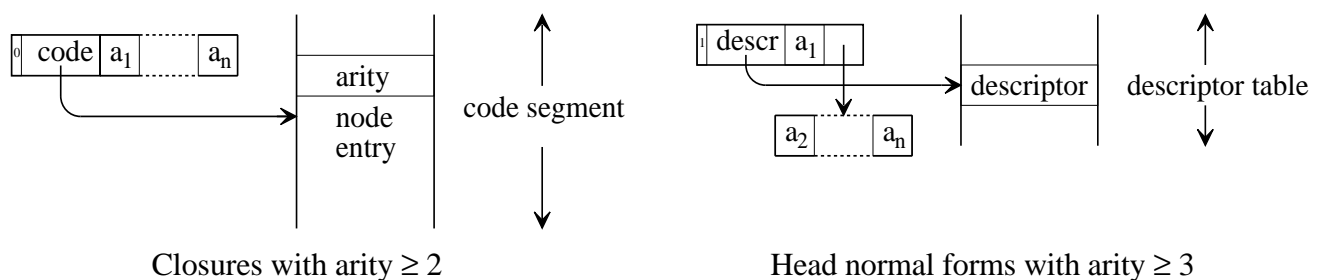 0 code a₁ aₙ
arity
node
entry
code segment
Closures with arity ≥ 2
1 descr a₁
descriptor
descriptor table
a₂ aₙ
Head normal forms with arity ≥ 3